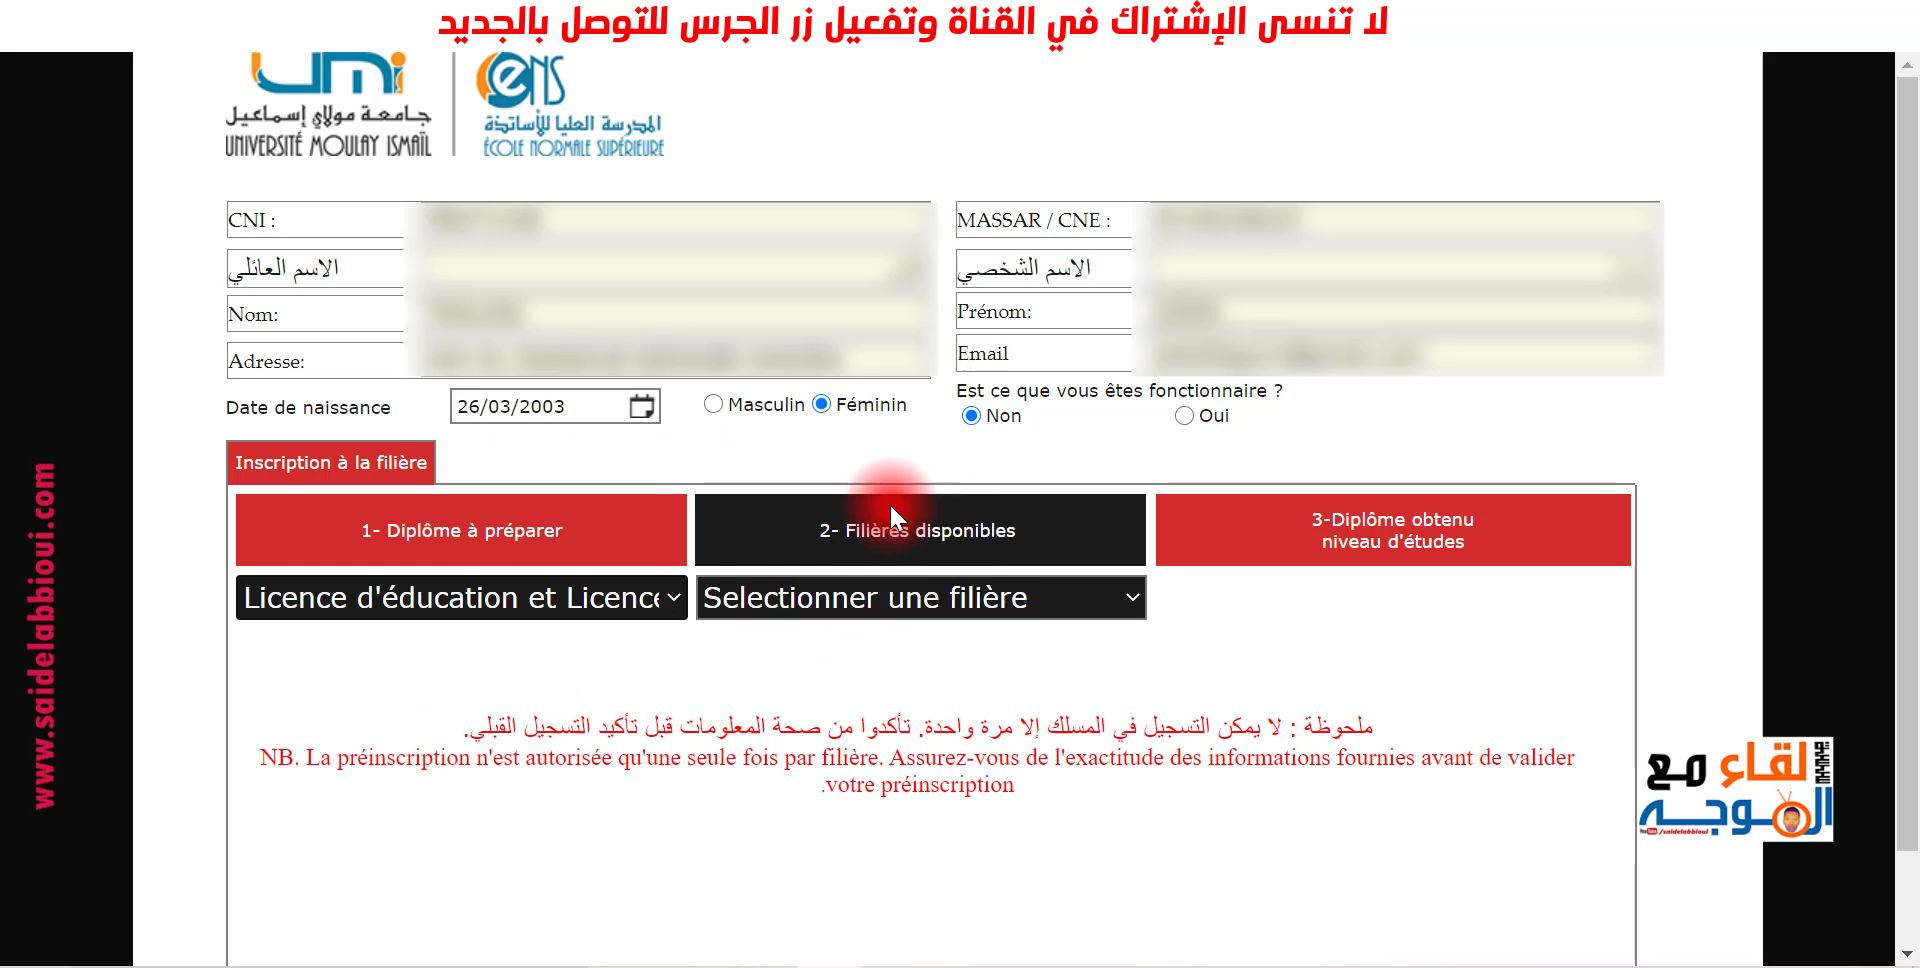 لا تنسى الإشتراك في القناة وتفعيل زر الجرس للتوصل بالجديد
umi
جامعة مولاي إسماعيل
UNIVERSITÉ MOULAY ISMAÏL
ENS
المدرسة العليا للأساتذة
ÉCOLE NORMALE SUPÉRIEURE
CNI :
MASSAR / CNE :
الاسم العائلي
الاسم الشخصي
Nom:
Prénom:
Adresse:
Email
Date de naissance
26/03/2003
Masculin
Féminin
Est ce que vous êtes fonctionnaire ?
Non
Oui
Inscription à la filière
1- Diplôme à préparer
2- Filières disponibles
3-Diplôme obtenu
niveau d'études
Licence d'éducation et Licence
Selectionner une filière
ملحوظة : لا يمكن التسجيل في المسلك إلا مرة واحدة. تأكدوا من صحة المعلومات قبل تأكيد التسجيل القبلي.
NB. La préinscription n'est autorisée qu'une seule fois par filière. Assurez-vous de l'exactitude des informations fournies avant de valider
.votre préinscription
www.saidelabbioui.com
لقاء مع
الموجه
YouTube /saidelabbioui